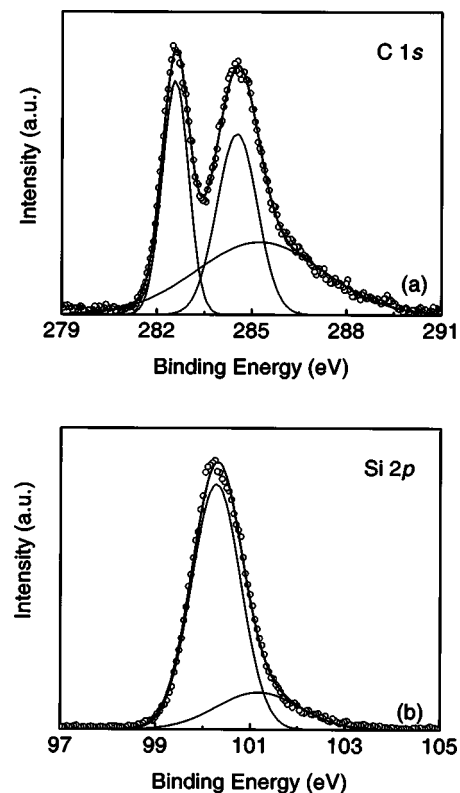 C 1s
Intensity (a.u.)
(a)
279 282 285 288 291
Binding Energy (eV)
Si 2p
Intensity (a.u.)
(b)
97 99 101 103 105
Binding Energy (eV)